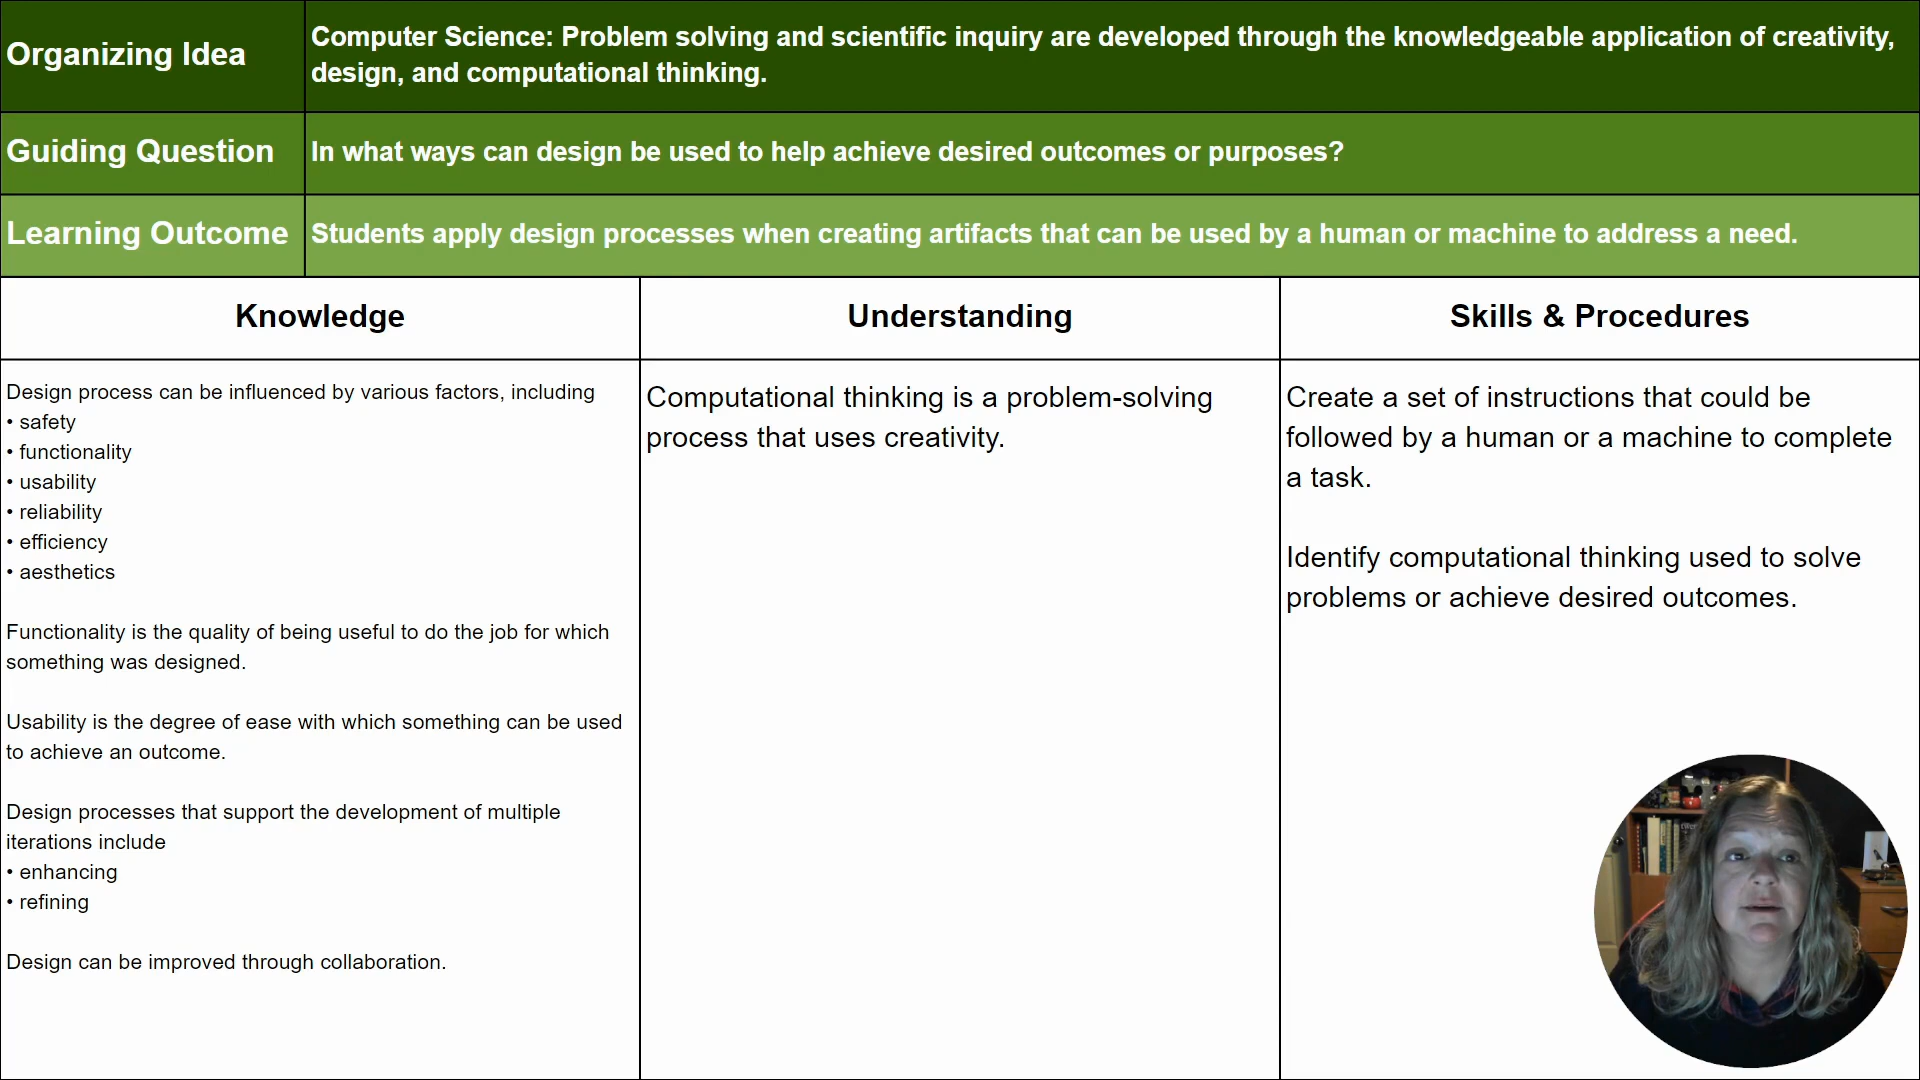 Organizing Idea
Computer Science: Problem solving and scientific inquiry are developed through the knowledgeable application of creativity,
design, and computational thinking.
Guiding Question
In what ways can design be used to help achieve desired outcomes or purposes?
Learning Outcome
Students apply design processes when creating artifacts that can be used by a human or machine to address a need.
Knowledge
Understanding
Skills & Procedures
Design process can be influenced by various factors, including
• safety
• functionality
• usability
• reliability
• efficiency
• aesthetics
Functionality is the quality of being useful to do the job for which
something was designed.
Usability is the degree of ease with which something can be used
to achieve an outcome.
Design processes that support the development of multiple
iterations include
• enhancing
• refining
Design can be improved through collaboration.
Computational thinking is a problem-solving
process that uses creativity.
Create a set of instructions that could be
followed by a human or a machine to complete
a task.
Identify computational thinking used to solve
problems or achieve desired outcomes.